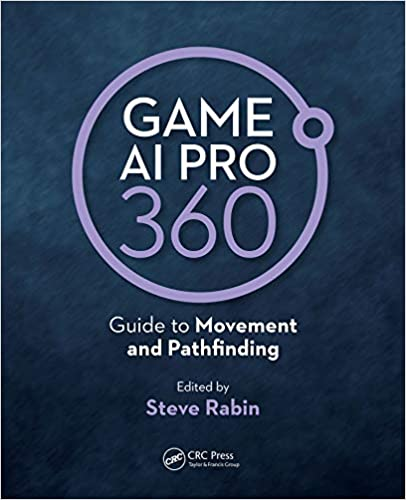 GAME
AI PRO
360
Guide to Movement
and Pathfinding
Edited by
Steve Rabin
CRC
CRC Press
Taylor & Francis Group